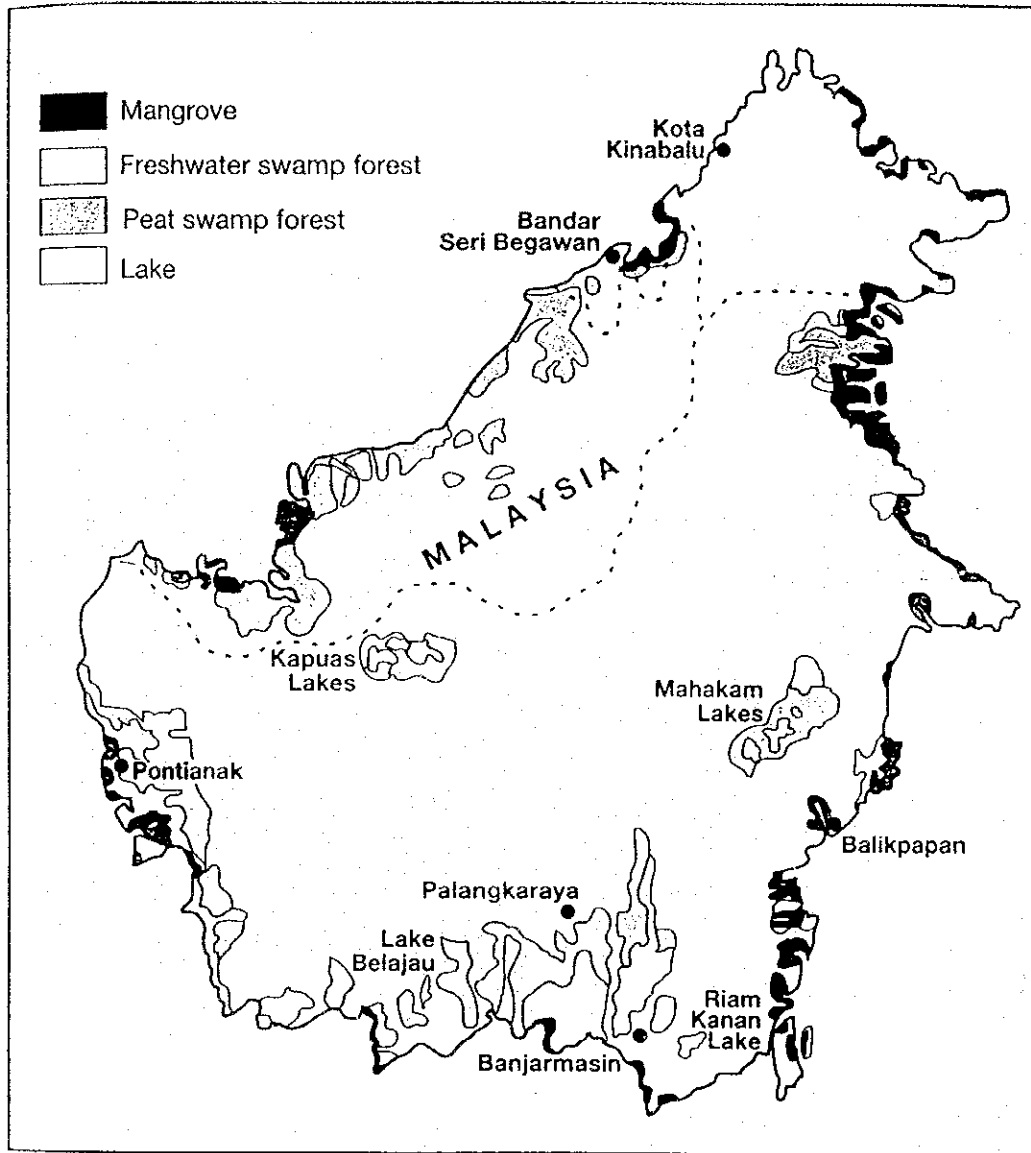 Mangrove
Freshwater swamp forest
Peat swamp forest
Lake
Kota
Kinabalu
Bandar
Seri Begawan
MALAYSIA
Kapuas
Lakes
Mahakam
Lakes
Pontianak
Balikpapan
Palangkaraya
Lake
Belajau
Riam
Kanan
Lake
Banjarmasin